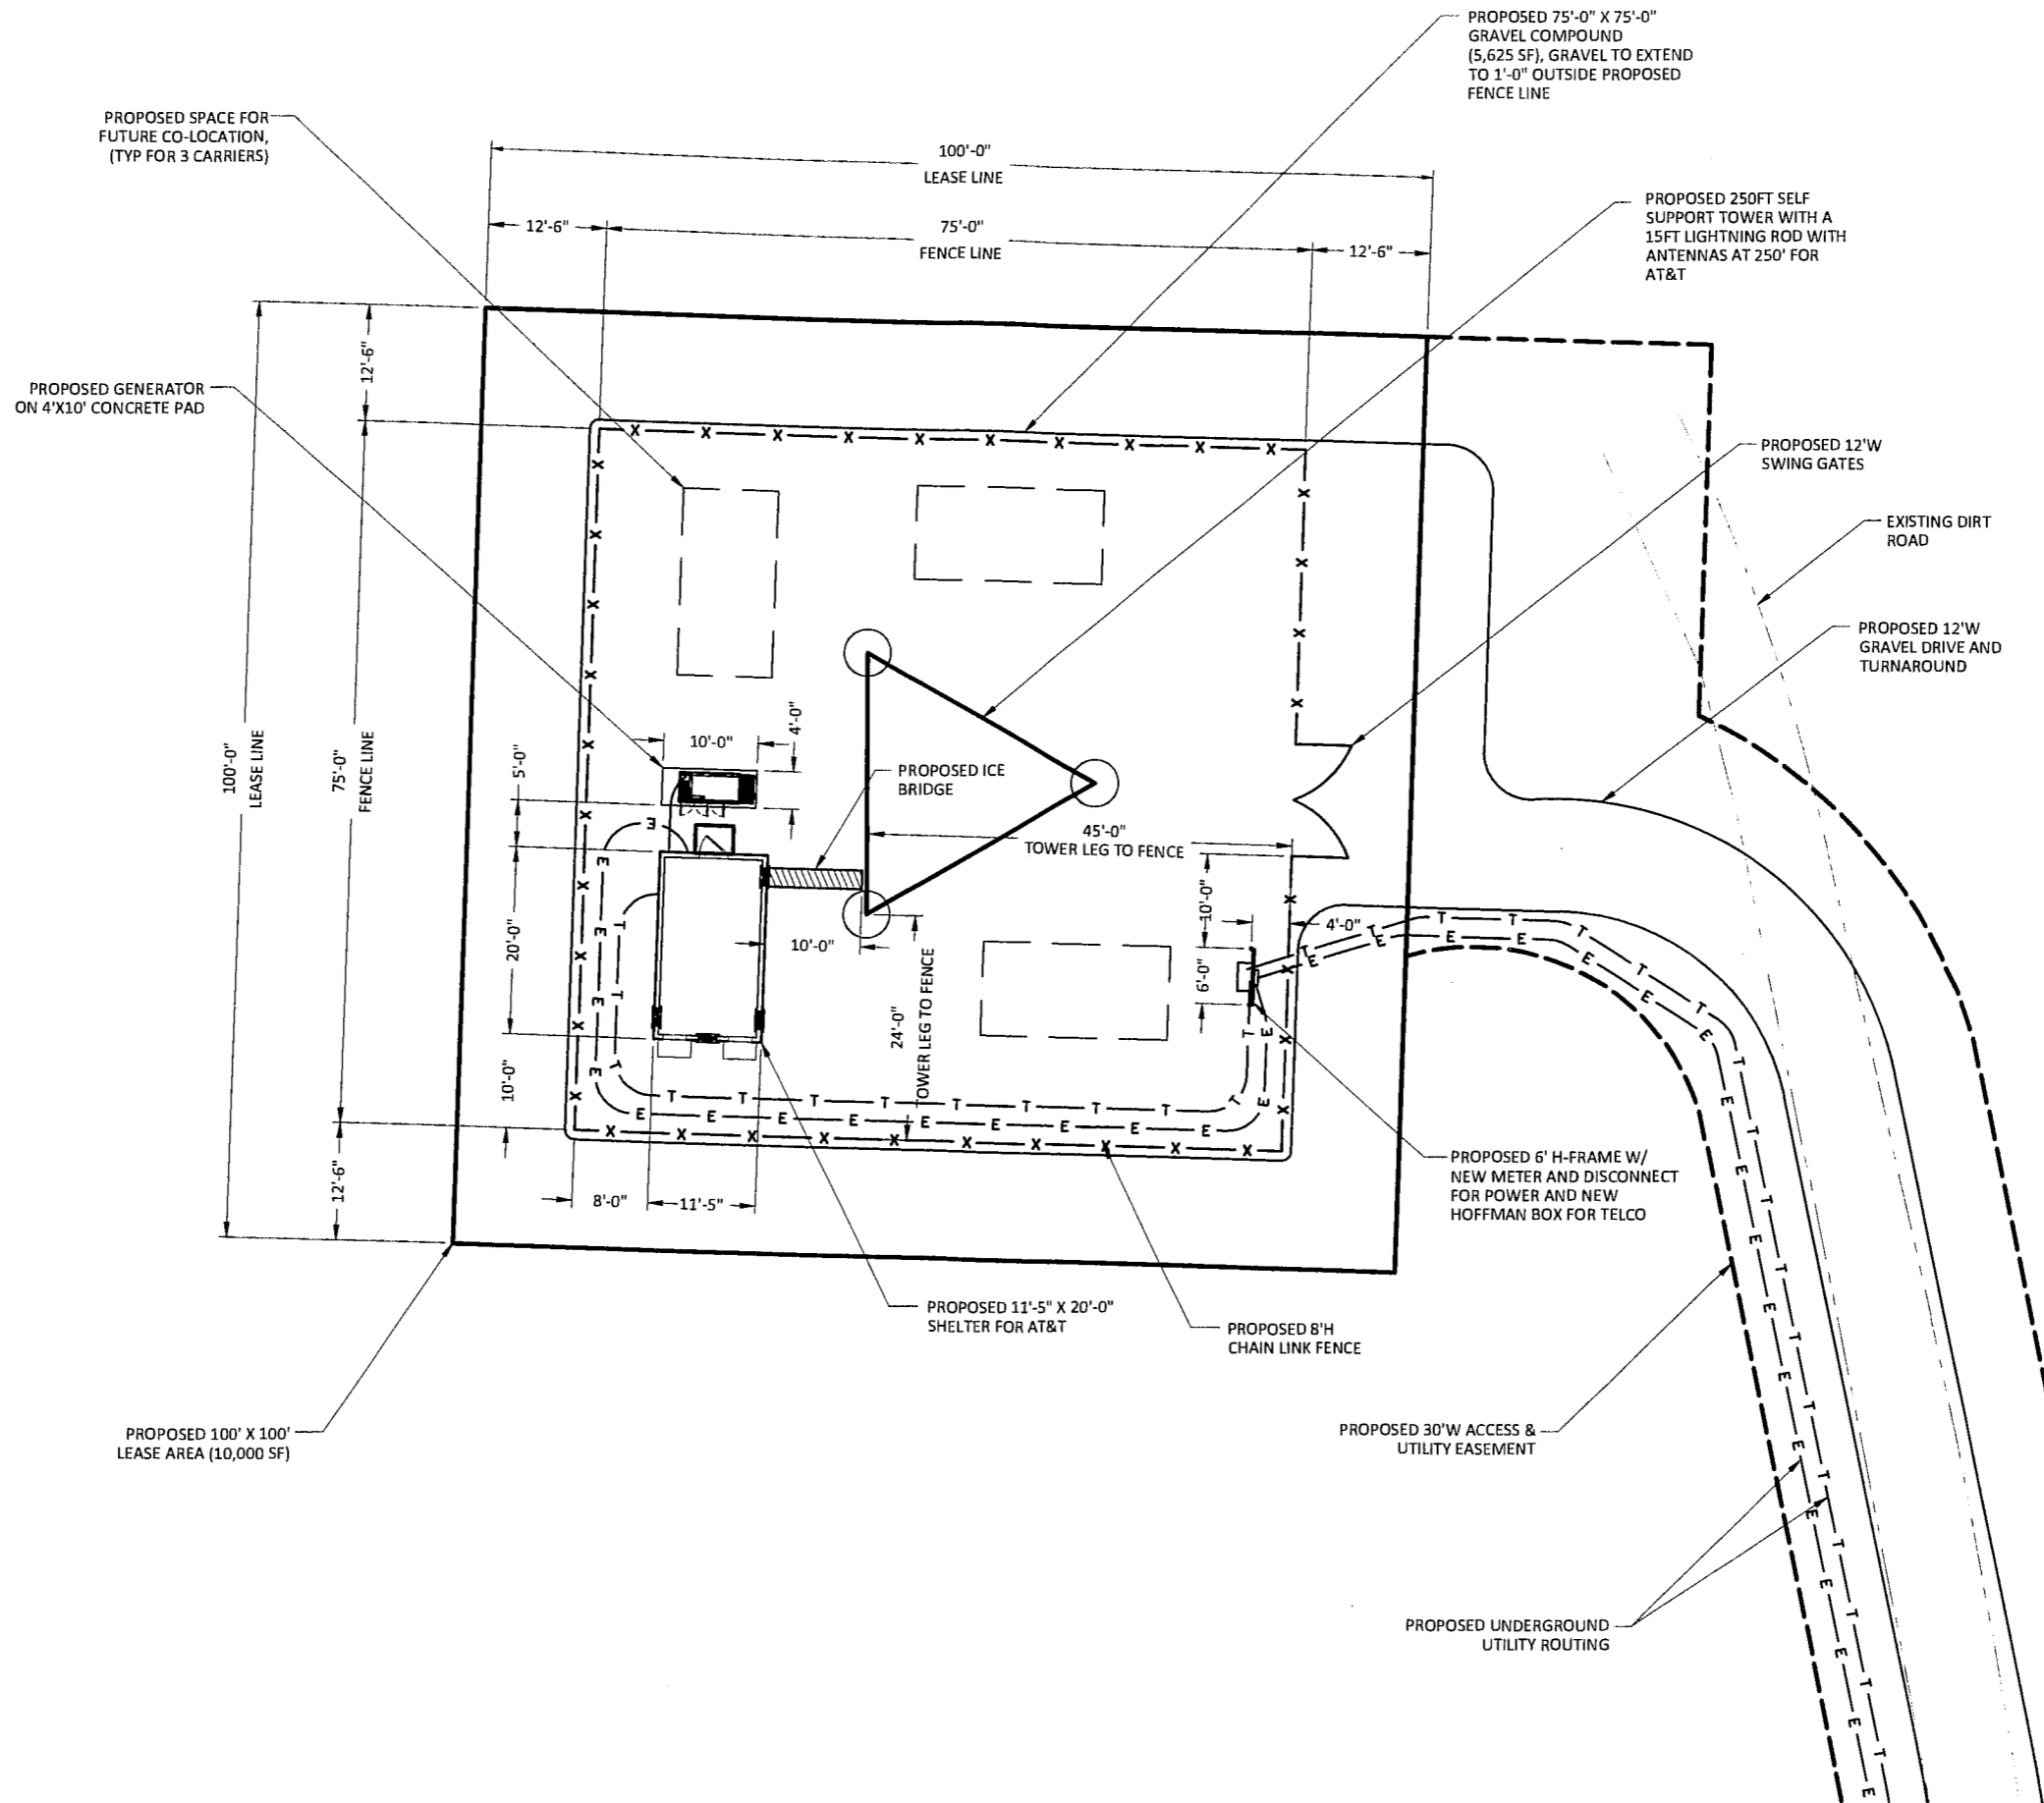 PROPOSED 75'-0" X 75'-0"
GRAVEL COMPOUND
(5,625 SF), GRAVEL TO EXTEND
TO 1'-0" OUTSIDE PROPOSED
FENCE LINE
PROPOSED SPACE FOR
FUTURE CO-LOCATION,
(TYP FOR 3 CARRIERS)
100'-0"
LEASE LINE
PROPOSED 250FT SELF
SUPPORT TOWER WITH A
15FT LIGHTNING ROD WITH
ANTENNAS AT 250' FOR
AT&T
12'-6"
75'-0"
FENCE LINE
12'-6"
12'-6"
PROPOSED GENERATOR
ON 4'X10' CONCRETE PAD
PROPOSED 12'W
SWING GATES
EXISTING DIRT
ROAD
PROPOSED 12'W
GRAVEL DRIVE AND
TURNAROUND
100'-0"
LEASE LINE
75'-0"
FENCE LINE
5'-0"
10'-0"
4'-0"
PROPOSED ICE
BRIDGE
45'-0"
TOWER LEG TO FENCE
20'-0"
10'-0"
10'-0"
4'-0"
6'-0"
24'-0"
TOWER LEG TO FENCE
10'-0"
12'-6"
8'-0"
11'-5"
PROPOSED 6' H-FRAME W/
NEW METER AND DISCONNECT
FOR POWER AND NEW
HOFFMAN BOX FOR TELCO
PROPOSED 11'-5" X 20'-0"
SHELTER FOR AT&T
PROPOSED 8'H
CHAIN LINK FENCE
PROPOSED 100' X 100'
LEASE AREA (10,000 SF)
PROPOSED 30'W ACCESS &
UTILITY EASEMENT
PROPOSED UNDERGROUND
UTILITY ROUTING